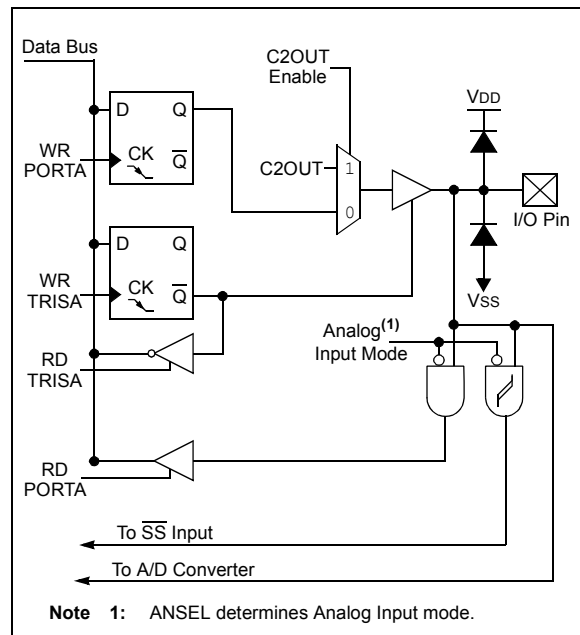 Data Bus
C2OUT
Enable
VDD
D Q
WR
PORTA
CK Q
C2OUT
1
0
I/O Pin
D Q
WR
TRISA
CK Q
VSS
Analog(1)
Input Mode
RD
TRISA
RD
PORTA
To SS Input
To A/D Converter
Note 1: ANSEL determines Analog Input mode.